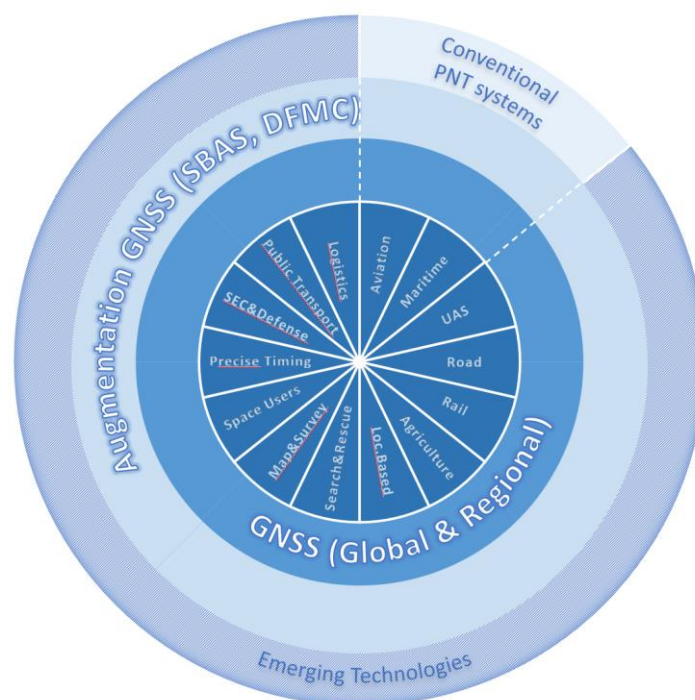 Conventional
PNT systems
Augmentation GNSS (SBAS, DFMC)
Aviation
Maritime
UAS
Road
Rail
Agriculture
Loc.Based
Search&Rescue
Map&Survey
Space Users
Precise Timing
SEC&Defense
Public Transport
Logistics
GNSS (Global & Regional)
Emerging Technologies